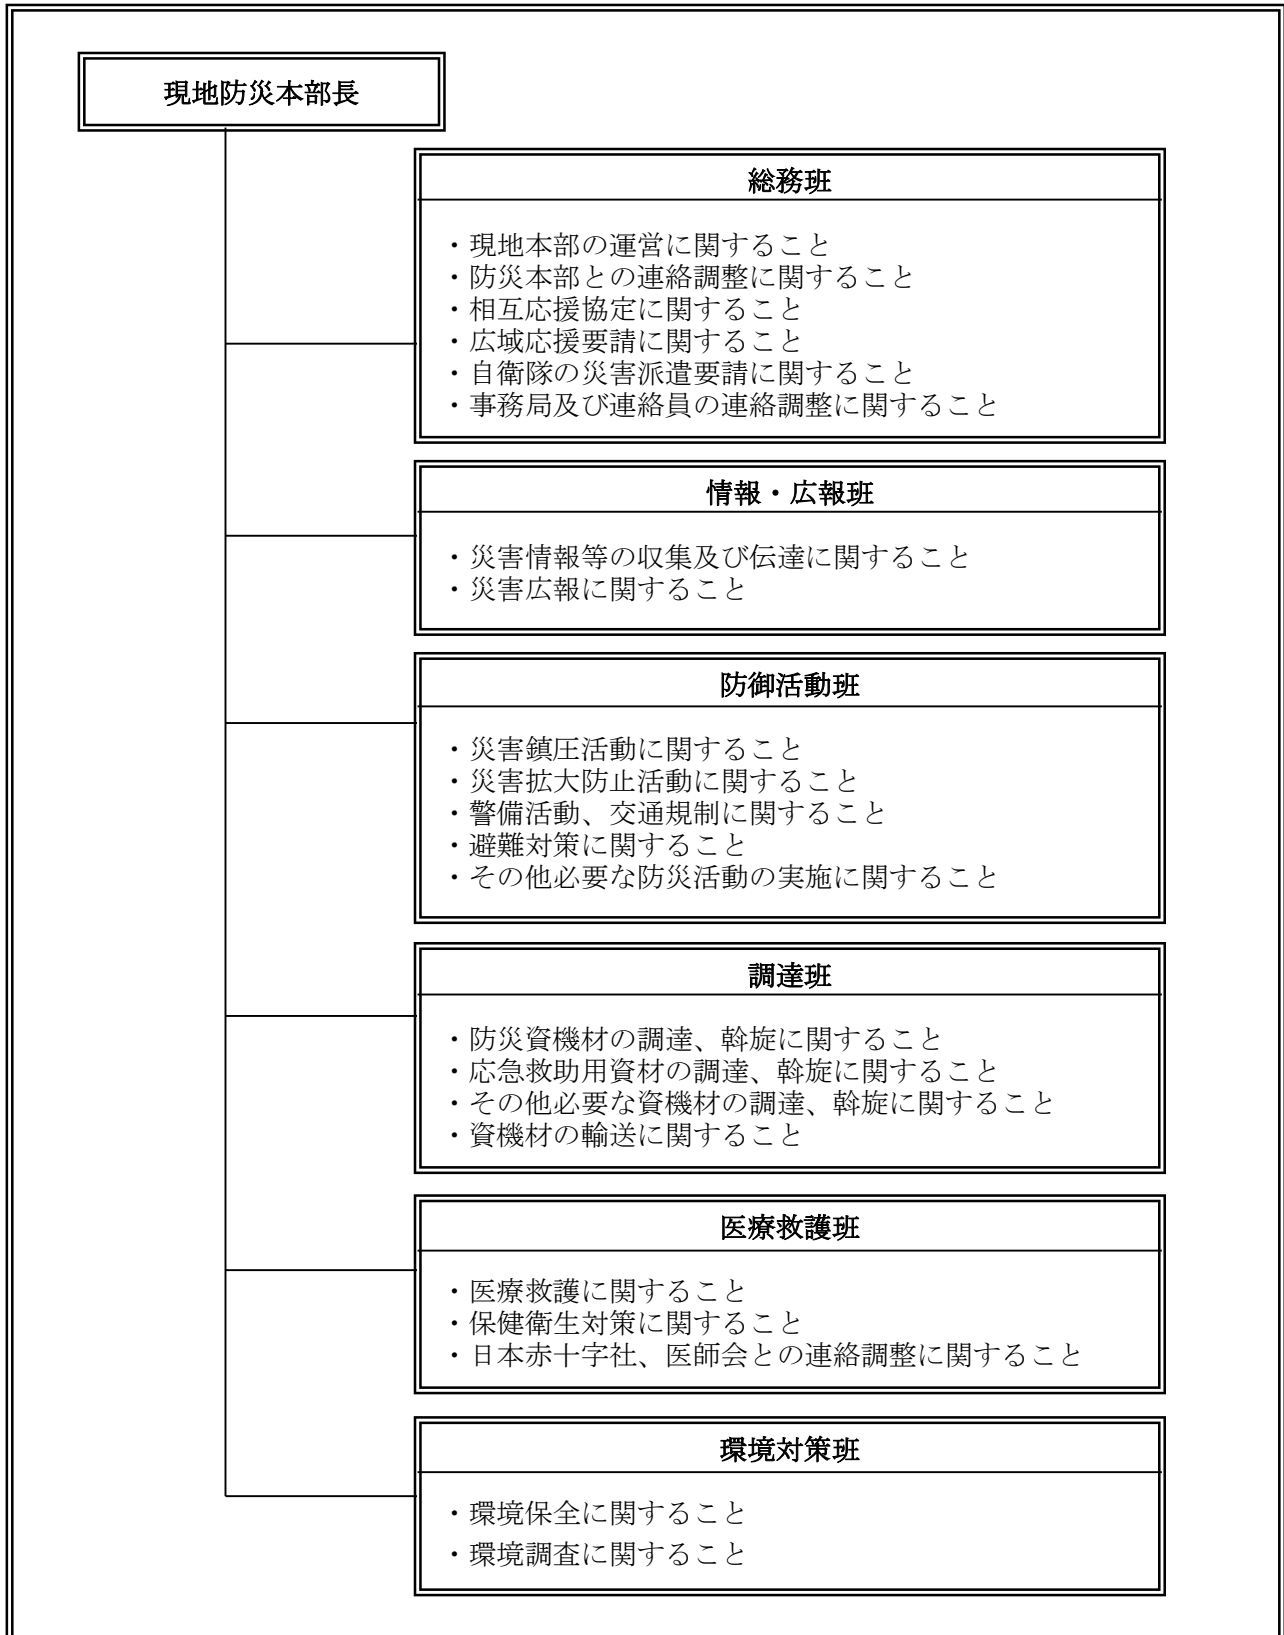 現地防災本部長
総務班
・現地本部の運営に関すること
・防災本部との連絡調整に関すること
・相互応援協定に関すること
・広域応援要請に関すること
・自衛隊の災害派遣要請に関すること
・事務局及び連絡員の連絡調整に関すること
情報・広報班
・災害情報等の収集及び伝達に関すること
・災害広報に関すること
防御活動班
・災害鎮圧活動に関すること
・災害拡大防止活動に関すること
・警備活動、交通規制に関すること
・避難対策に関すること
・その他必要な防災活動の実施に関すること
調達班
・防災資機材の調達、斡旋に関すること
・応急救助用資材の調達、斡旋に関すること
・その他必要な資機材の調達、斡旋に関すること
・資機材の輸送に関すること
医療救護班
・医療救護に関すること
・保健衛生対策に関すること
・日本赤十字社、医師会との連絡調整に関すること
環境対策班
・環境保全に関すること
・環境調査に関すること